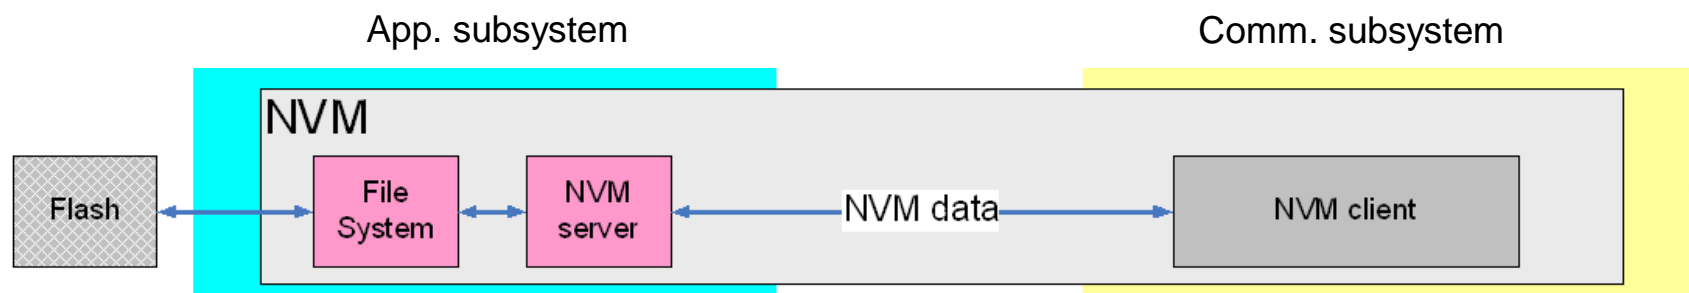 App. subsystem
Comm. subsystem
NVM
Flash
File
System
NVM
server
NVM data
NVM client